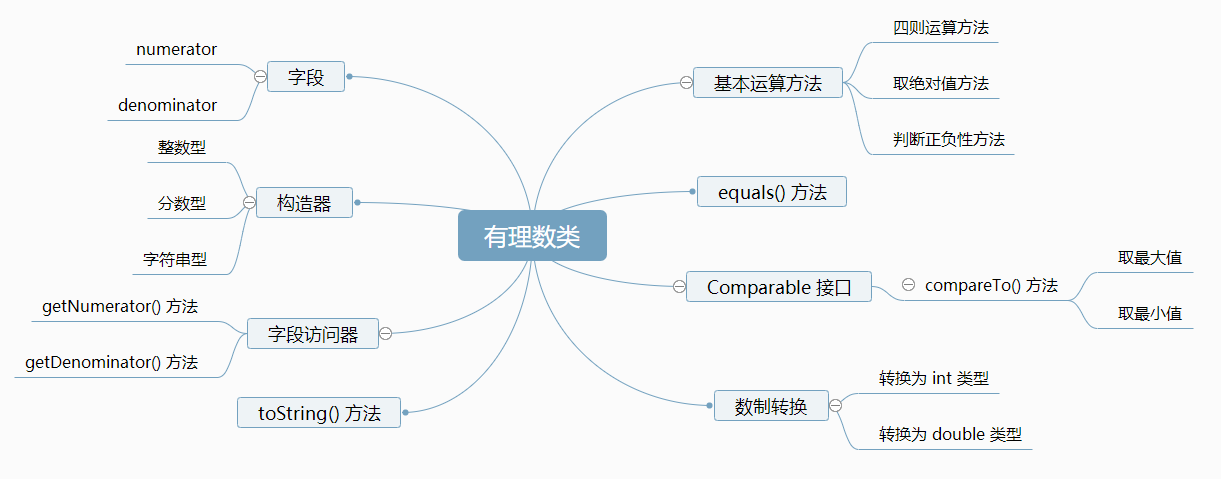 有理数类
字段
numerator
denominator
构造器
整数型
分数型
字符串型
字段访问器
getNumerator() 方法
getDenominator() 方法
toString() 方法
基本运算方法
四则运算方法
取绝对值方法
判断正负性方法
equals() 方法
Comparable 接口
compareTo() 方法
取最大值
取最小值
数制转换
转换为 int 类型
转换为 double 类型